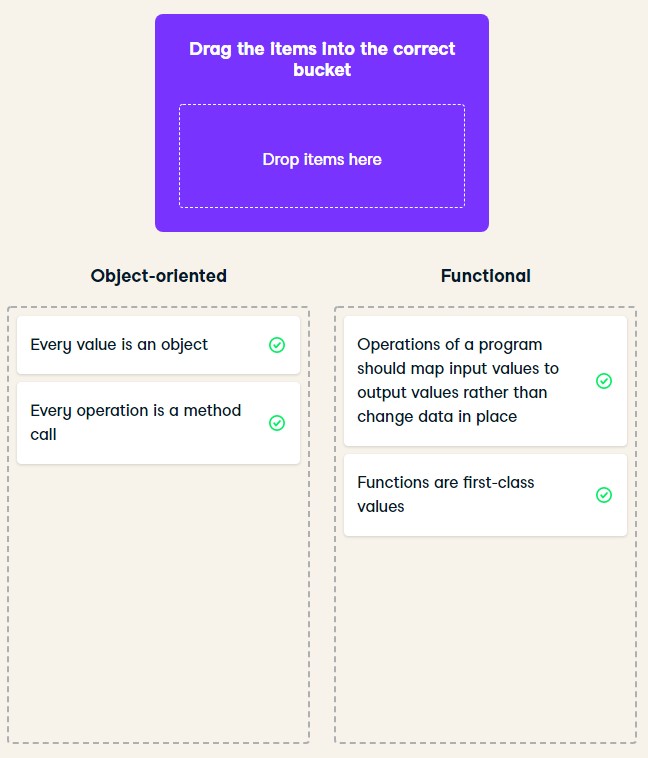 Drag the items into the correct
bucket
Drop items here
Object-oriented
Every value is an object
Every operation is a method
call
Functional
Operations of a program
should map input values to
output values rather than
change data in place
Functions are first-class
values